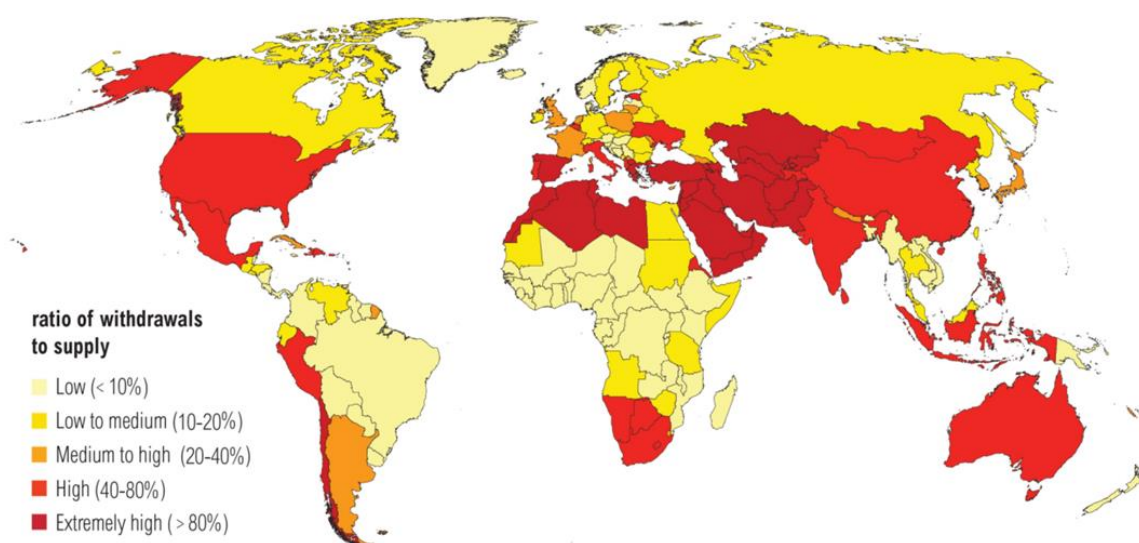 ratio of withdrawals
to supply
Low (< 10%)
Low to medium (10-20%)
Medium to high (20-40%)
High (40-80%)
Extremely high (> 80%)